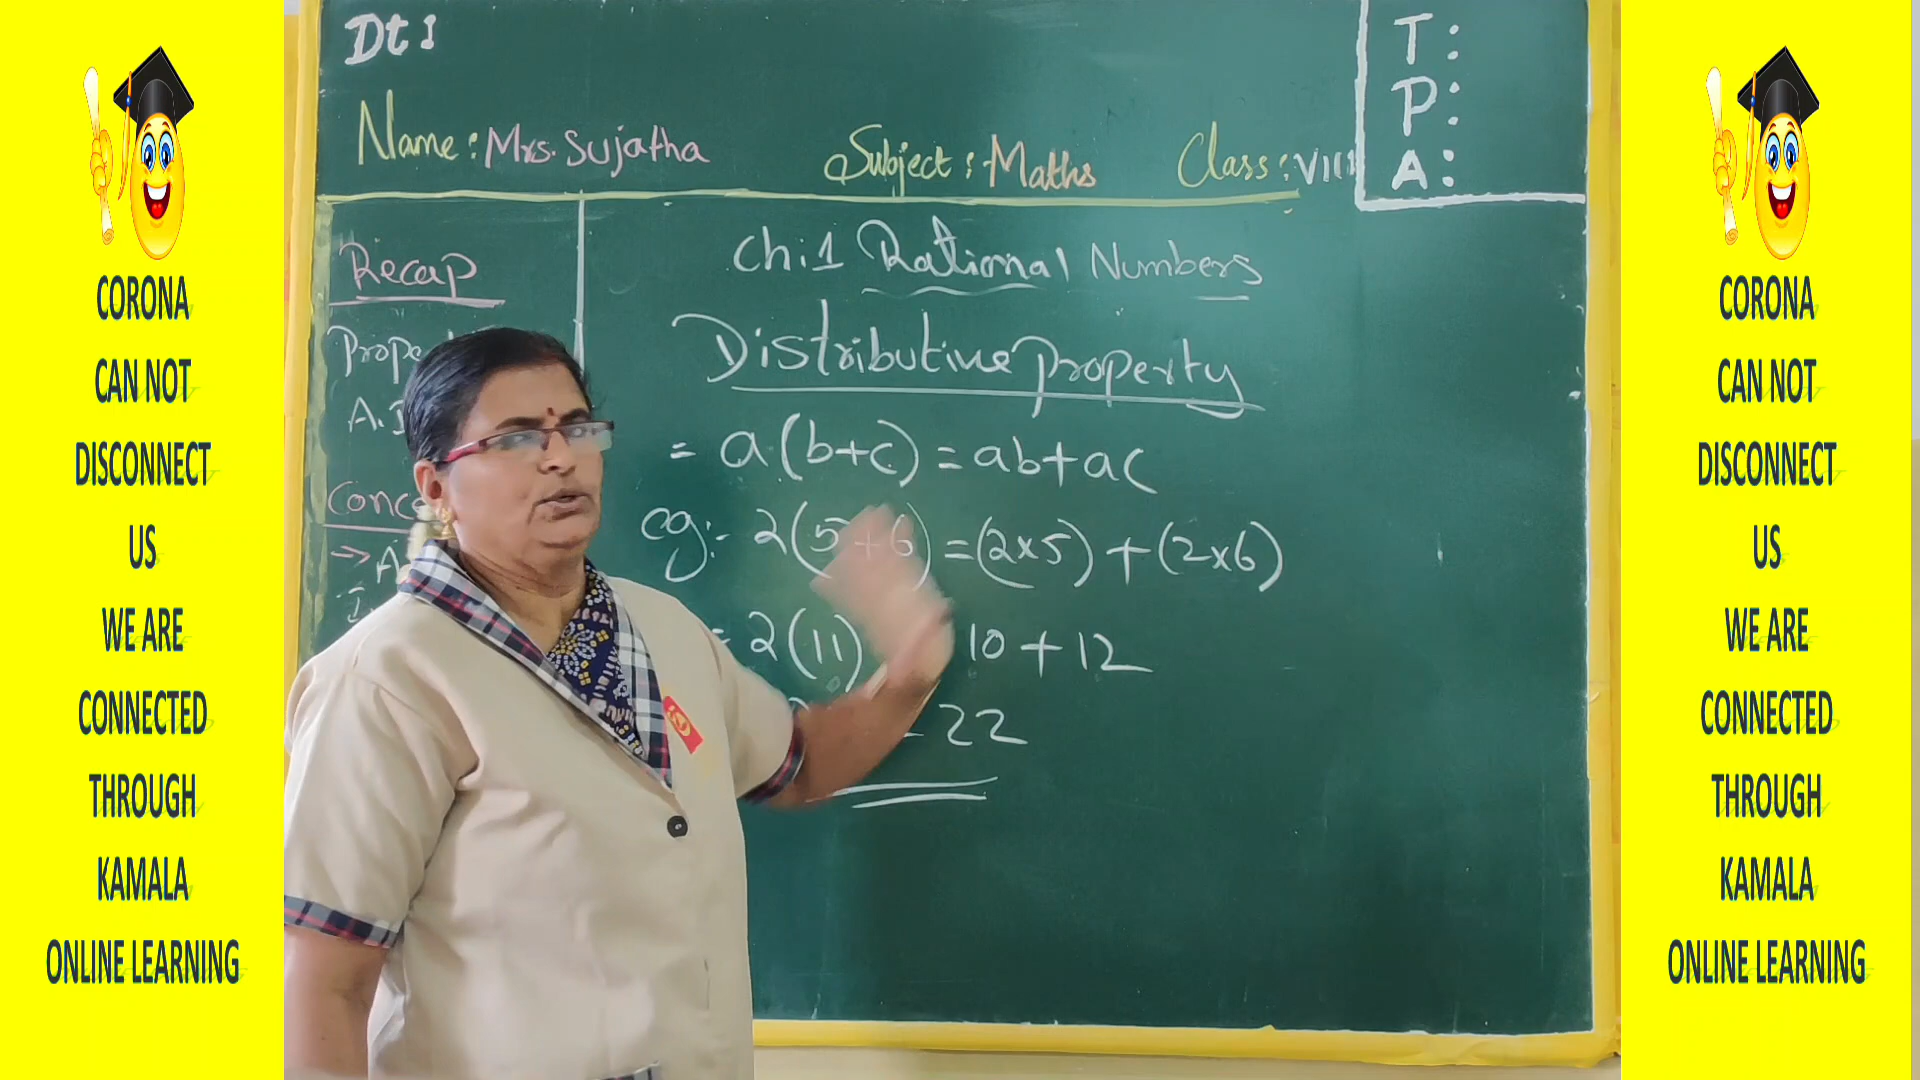 CORONA
CAN NOT
DISCONNECT
US
WE ARE
CONNECTED
THROUGH
KAMALA
ONLINE LEARNING
Dt :
T:
P:
A:
Name: Mrs. Sujatha Subject: Maths Class: VIII
Recap
Ch:1 Rational Numbers
Distributive property
= a(b+c) = ab+ac
eg:- 2(5+6) = (2x5) + (2x6)
= 2(11) 10 + 12
= 22
CORONA
CAN NOT
DISCONNECT
US
WE ARE
CONNECTED
THROUGH
KAMALA
ONLINE LEARNING